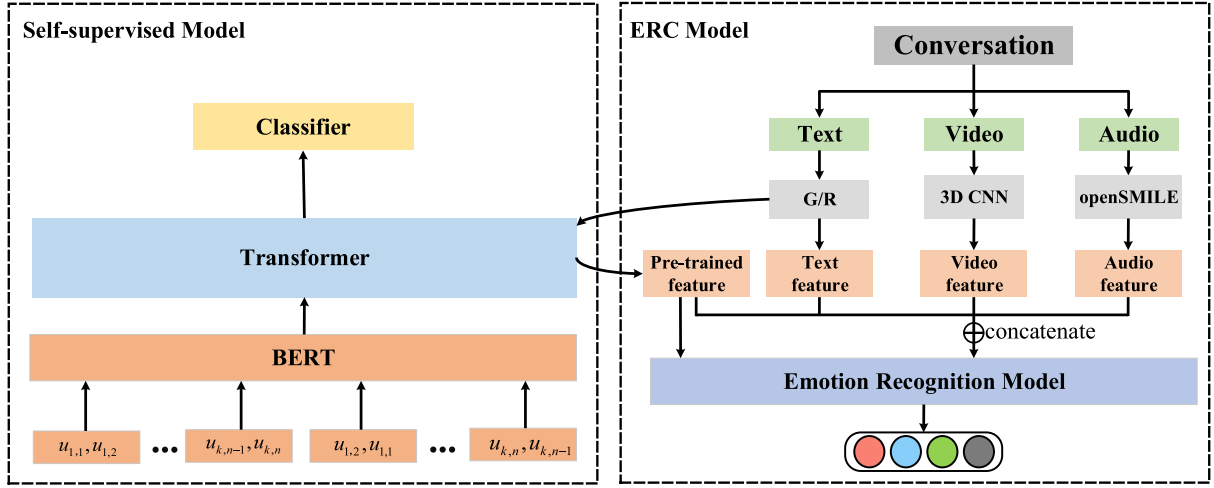 Self-supervised Model
Classifier
Transformer
BERT
u1,1, u1,2
...
uk,n−1, uk,n
u1,2, u1,1
...
uk,n, uk,n−1
ERC Model
Conversation
Text
Video
Audio
G/R
3D CNN
openSMILE
Pre-trained
feature
Text
feature
Video
feature
Audio
feature
⊕concatenate
Emotion Recognition Model